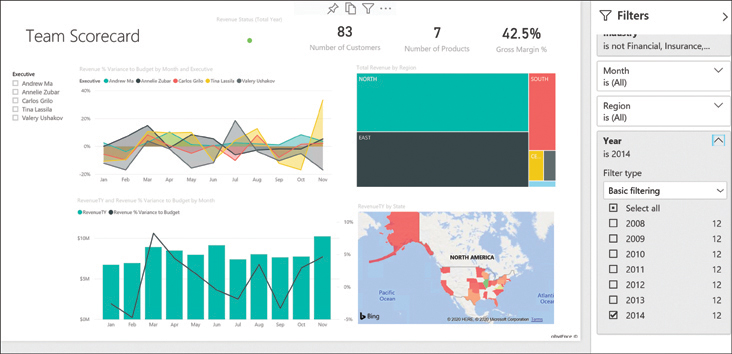 Revenue Status (Total Year)
Team Scorecard
83
Number of Customers
7
Number of Products
42.5%
Gross Margin %
Executive
Andrew Ma
Annelie Zubar
Carlos Grilo
Tina Lassila
Valery Ushakov
Revenue % Variance to Budget by Month and Executive
Executive Andrew Ma Annelie Zubar Carlos Grilo Tina Lassila Valery Ushakov
40%
20%
0%
-20%
Jan Feb Mar Apr May Jun Jul Aug Sep Oct Nov
Total Revenue by Region
NORTH
SOUTH
EAST
CE...
RevenueTY and Revenue % Variance to Budget by Month
RevenueTY Revenue % Variance to Budget
$10M
$5M
$0M
10%
5%
0%
-5%
Jan Feb Mar Apr May Jun Jul Aug Sep Oct Nov
RevenueTY by State
NORTH AMERICA
Pacific
Ocean
Atlanti
Ocean
Bing
© 2020 HERE, © 2020 Microsoft Corporation Terms
obviEnce ©
Filters
Industry
is not Financial, Insurance,...
Month
is (All)
Region
is (All)
Year
is 2014
Filter type
Basic filtering
Select all
2008 12
2009 12
2010 12
2011 12
2012 12
2013 12
2014 12